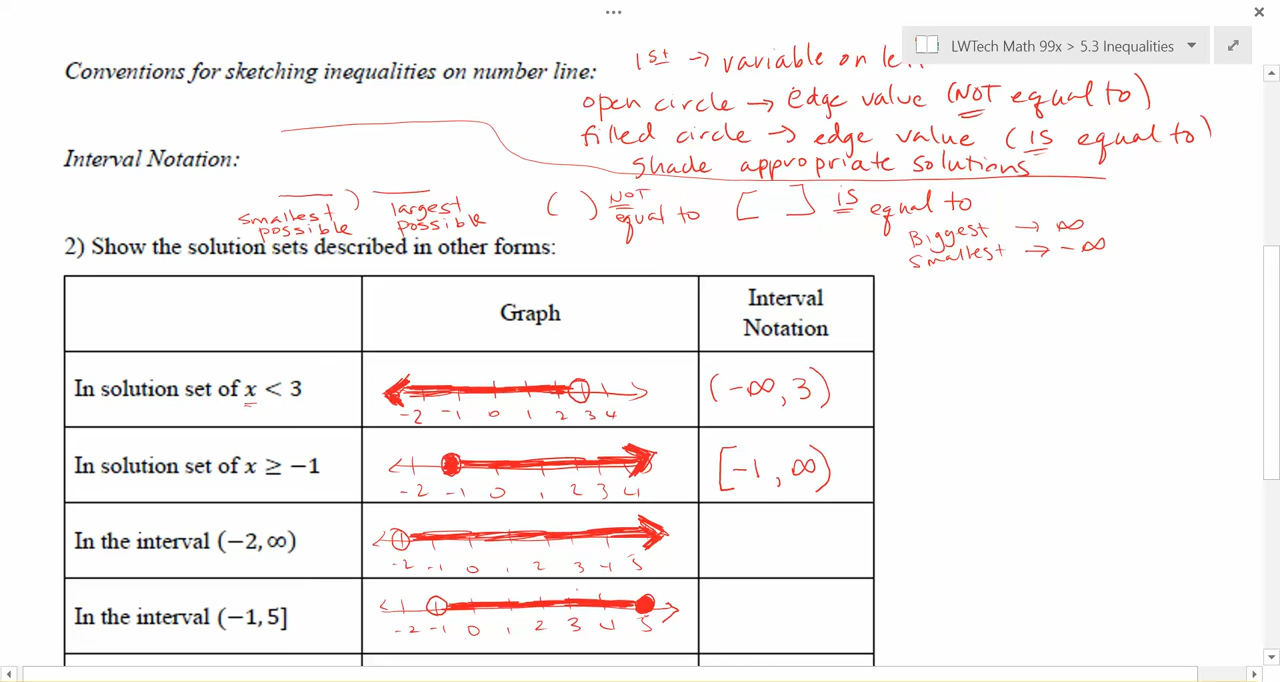 LWTech Math 99x > 5.3 Inequalities
Conventions for sketching inequalities on number line:
1st → variable on
open circle → edge value (NOT equal to)
filled circle → edge value (IS equal to)
shade appropriate solutions
Interval Notation:
smallest possible ) largest possible
( ) NOT equal to [ ] is equal to
Biggest → ∞
Smallest → -∞
2) Show the solution sets described in other forms:
Graph
Interval Notation
In solution set of x < 3
-2 -1 0 1 2 3 4
(-∞, 3)
In solution set of x ≥ −1
-2 -1 0 1 2 3 4
[-1, ∞)
In the interval (−2, ∞)
-2 -1 0 1 2 3 4 5
In the interval (−1, 5]
-2 -1 0 1 2 3 4 5